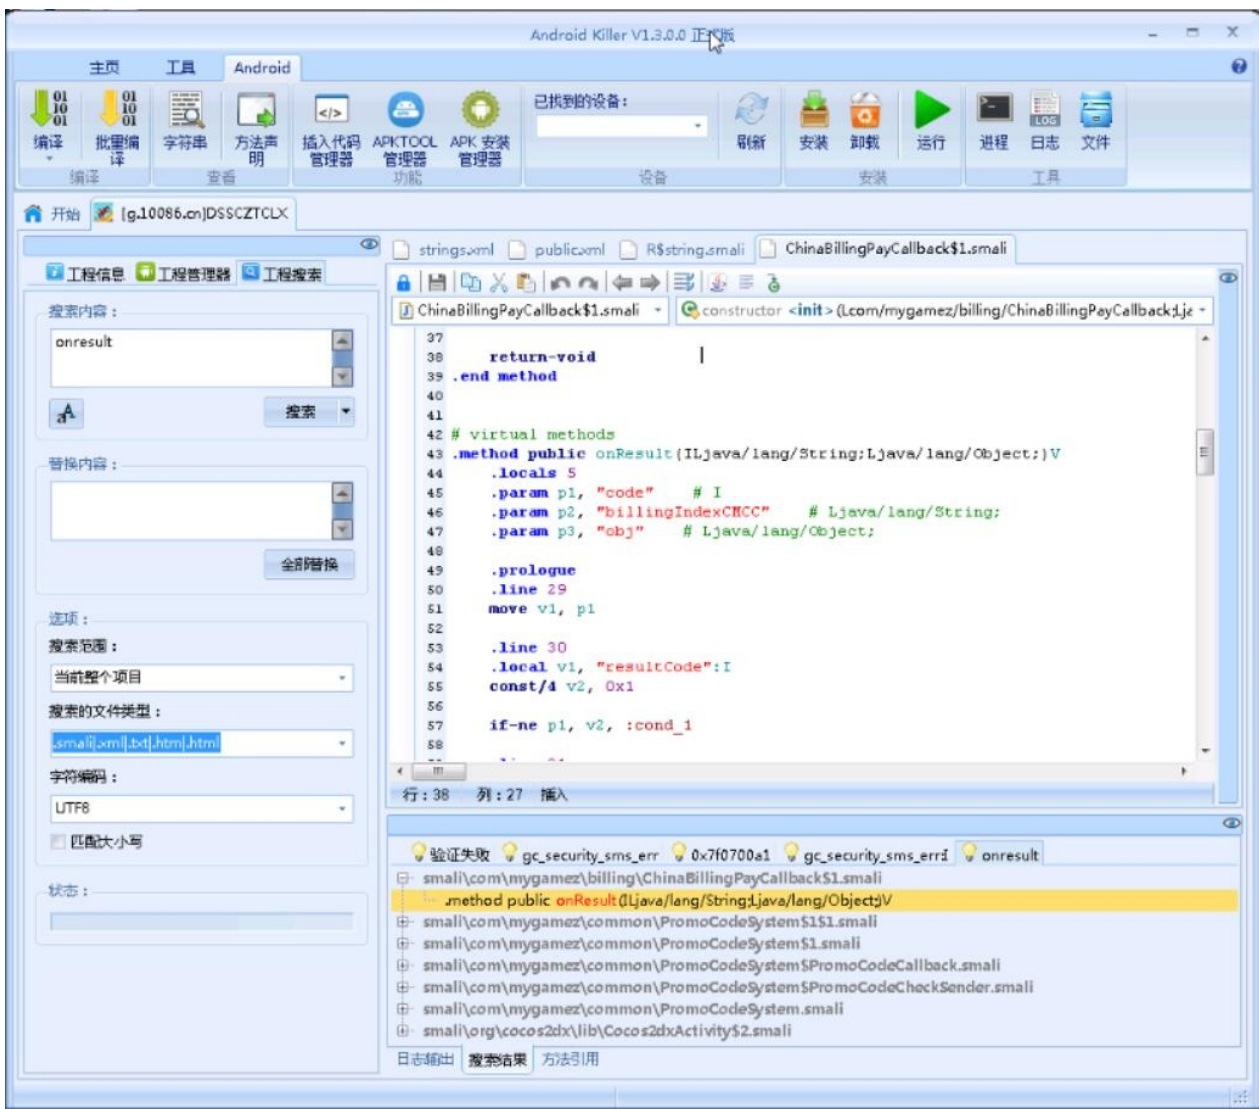 Android Killer V1.3.0.0 正式版
主页 工具 Android
编译 批量编译 字符串 方法声明 插入代码管理器 APKTOOL管理器 APK 安装管理器 已找到的设备： 刷新 安装 卸载 运行 进程 日志 文件
编译 查看 功能 设备 安装 工具
开始 [g.10086.cn]DSSCZTCLX
工程信息 工程管理器 工程搜索
搜索内容：
onresult
搜索
替换内容：
全部替换
选项：
搜索范围：
当前整个项目
搜索的文件类型：
.smali|.xml|.txt|.htm|.html
字符编码：
UTF8
匹配大小写
状态：
strings.xml public.xml R$string.smali ChinaBillingPayCallback$1.smali
ChinaBillingPayCallback$1.smali constructor <init>(Lcom/mygamez/billing/ChinaBillingPayCallback;Lja
37
38 return-void
39 .end method
40
41
42 # virtual methods
43 .method public onResult(ILjava/lang/String;Ljava/lang/Object;)V
44 .locals 5
45 .param p1, "code" # I
46 .param p2, "billingIndexCMCC" # Ljava/lang/String;
47 .param p3, "obj" # Ljava/lang/Object;
48
49 .prologue
50 .line 29
51 move v1, p1
52
53 .line 30
54 .local v1, "resultCode":I
55 const/4 v2, 0x1
56
57 if-ne p1, v2, :cond_1
58
行：38 列：27 插入
验证失败 gc_security_sms_err 0x7f0700a1 gc_security_sms_err1 onresult
smali\com\mygamez\billing\ChinaBillingPayCallback$1.smali
.method public onResult(ILjava/lang/String;Ljava/lang/Object;)V
smali\com\mygamez\common\PromoCodeSystem$1$1.smali
smali\com\mygamez\common\PromoCodeSystem$1.smali
smali\com\mygamez\common\PromoCodeSystem$PromoCodeCallback.smali
smali\com\mygamez\common\PromoCodeSystem$PromoCodeCheckSender.smali
smali\com\mygamez\common\PromoCodeSystem.smali
smali\org\cocos2dx\lib\Cocos2dxActivity$2.smali
日志输出 搜索结果 方法引用